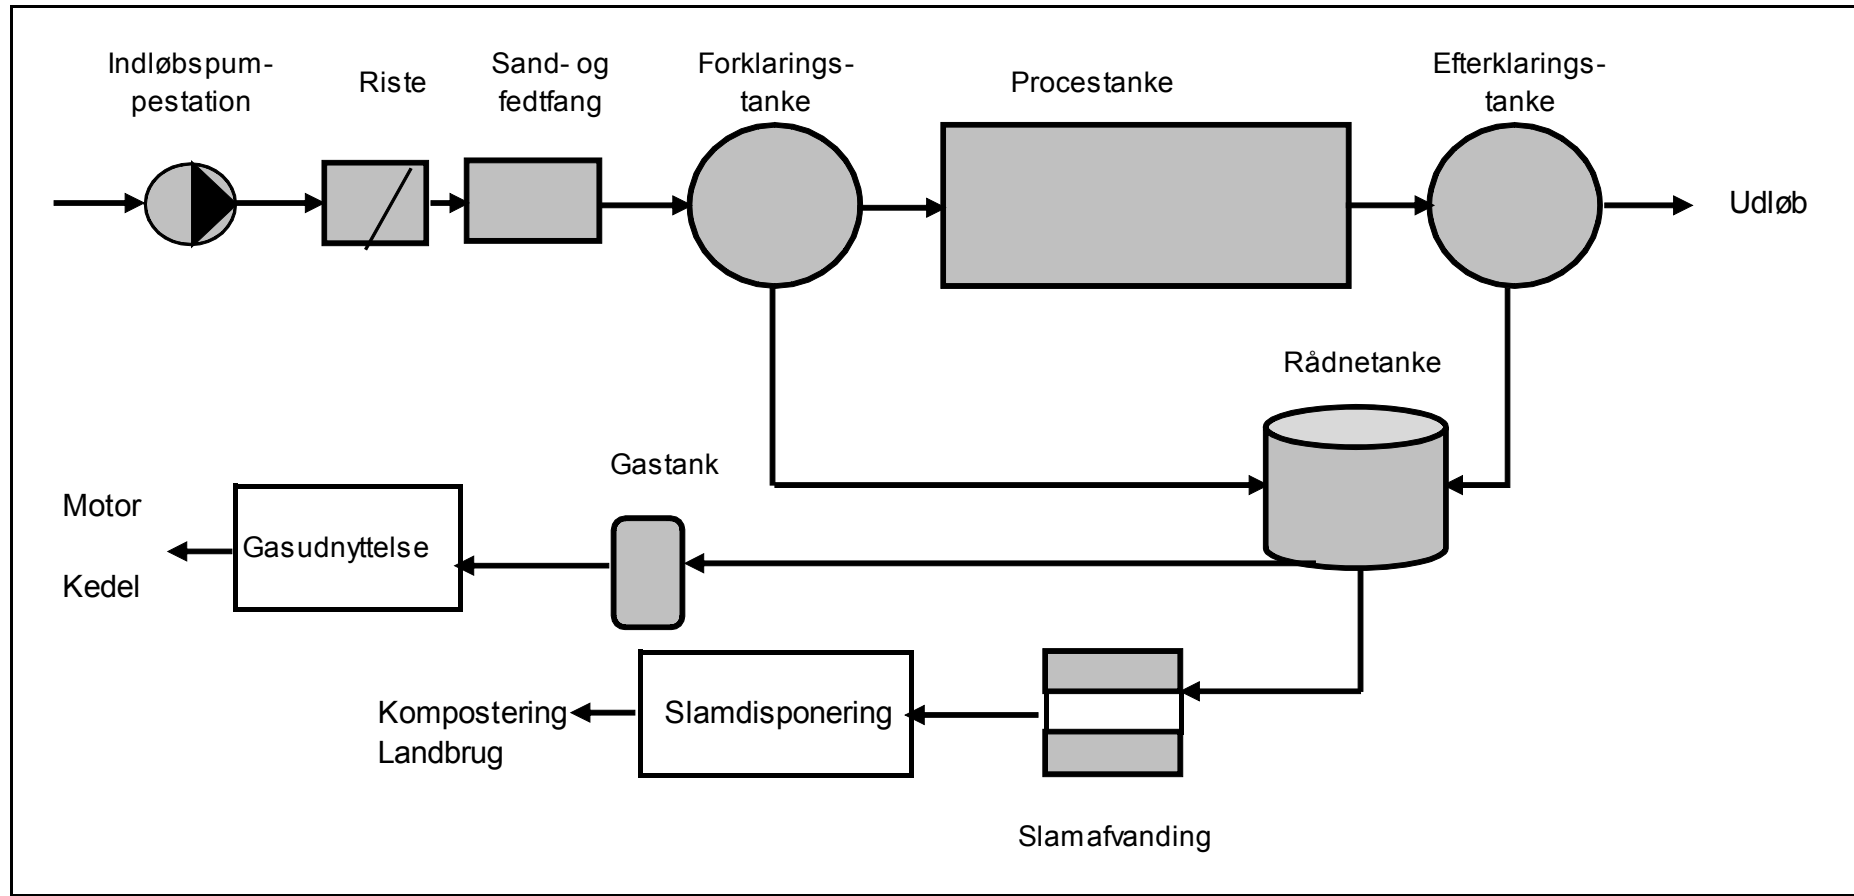 Indløbspum-
pestation
Riste
Sand- og
fedtfang
Forklarings-
tanke
Procestanke
Efterklarings-
tanke
Udløb
Rådnetanke
Gastank
Motor
Gasudnyttelse
Kedel
Kompostering
Landbrug
Slamdisponering
Slamafvanding